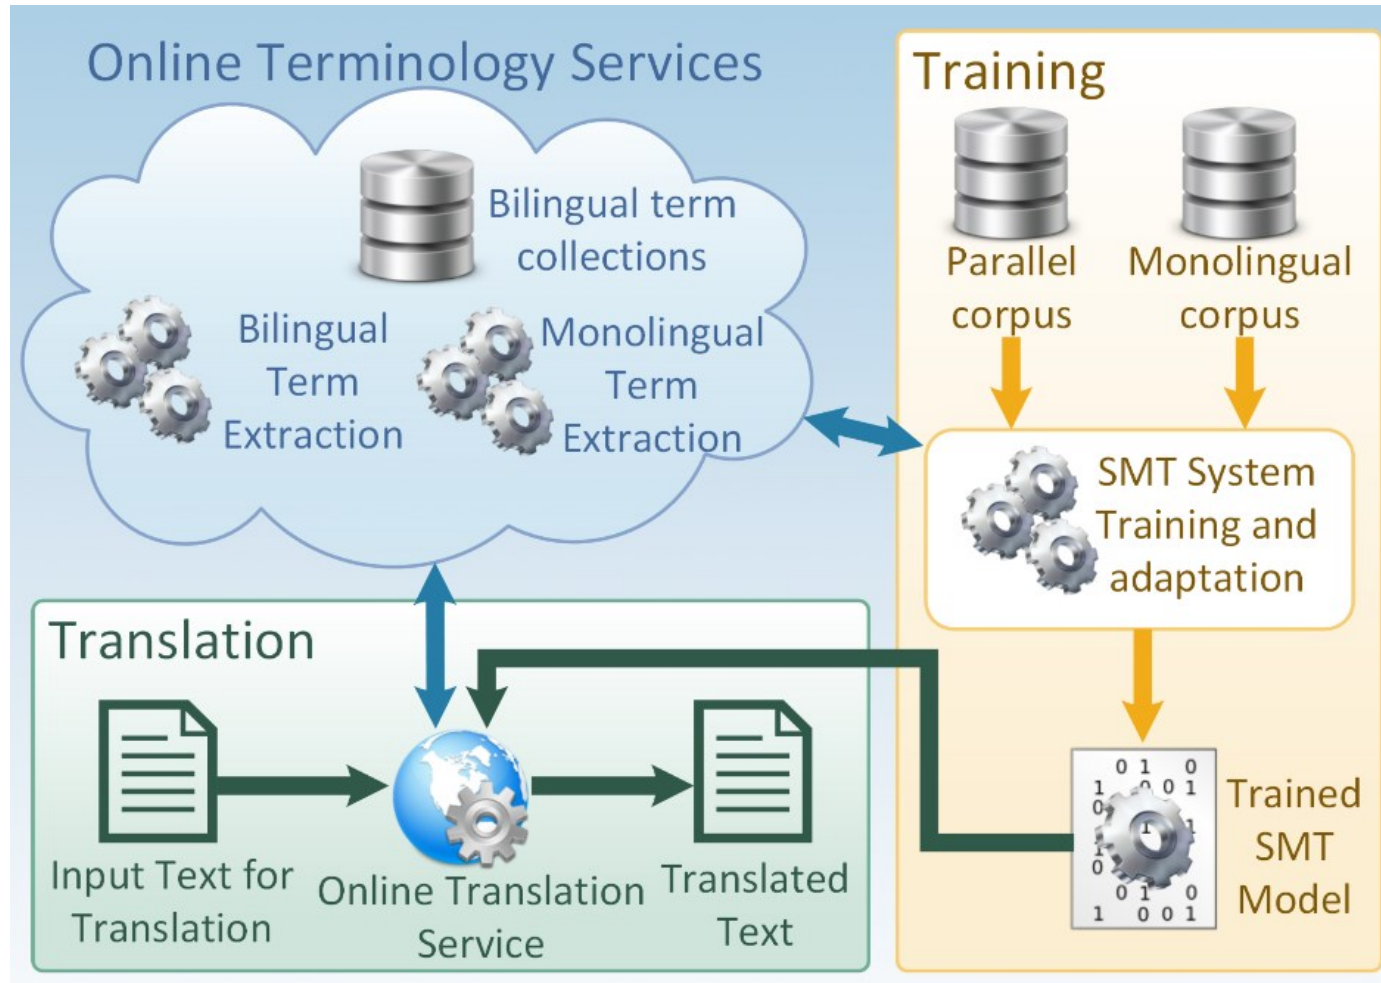 Online Terminology Services
Bilingual term
collections
Bilingual
Term
Extraction
Monolingual
Term
Extraction
Training
Parallel
corpus
Monolingual
corpus
SMT System
Training and
adaptation
Trained
SMT
Model
Translation
Input Text for
Translation
Online Translation
Service
Translated
Text